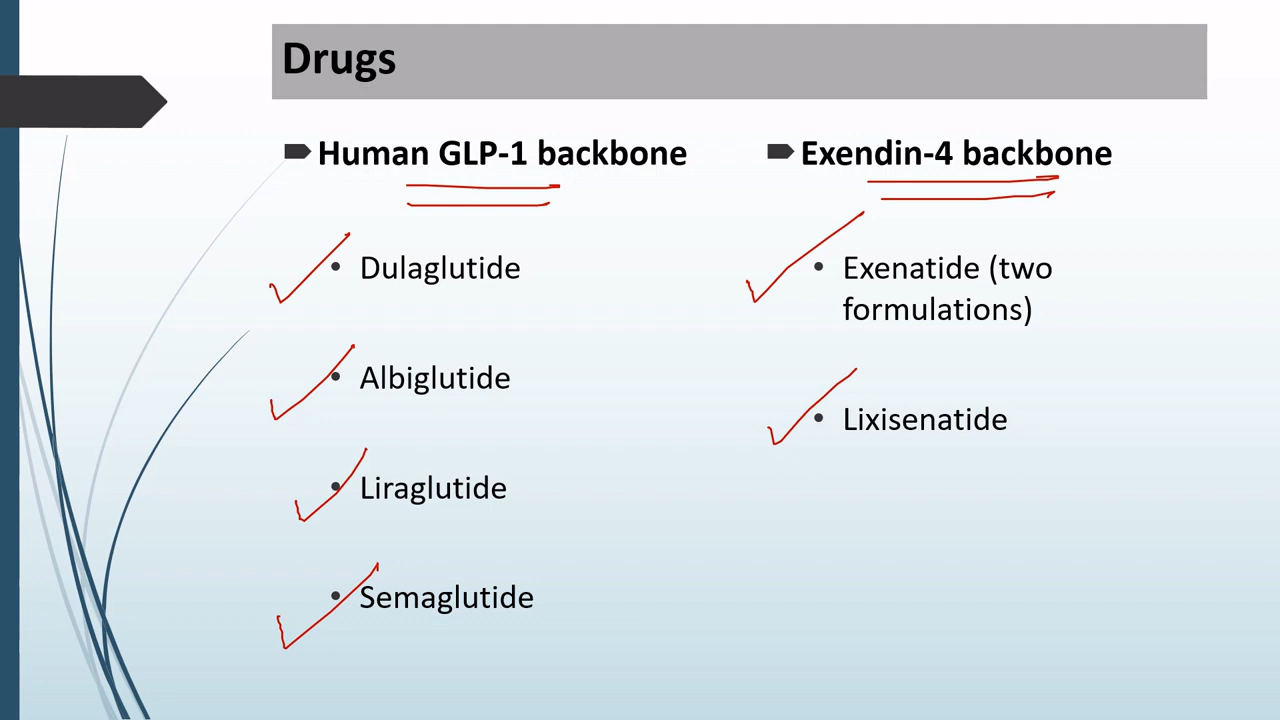 Drugs
Human GLP-1 backbone
• Dulaglutide
• Albiglutide
• Liraglutide
• Semaglutide
Exendin-4 backbone
• Exenatide (two
formulations)
• Lixisenatide